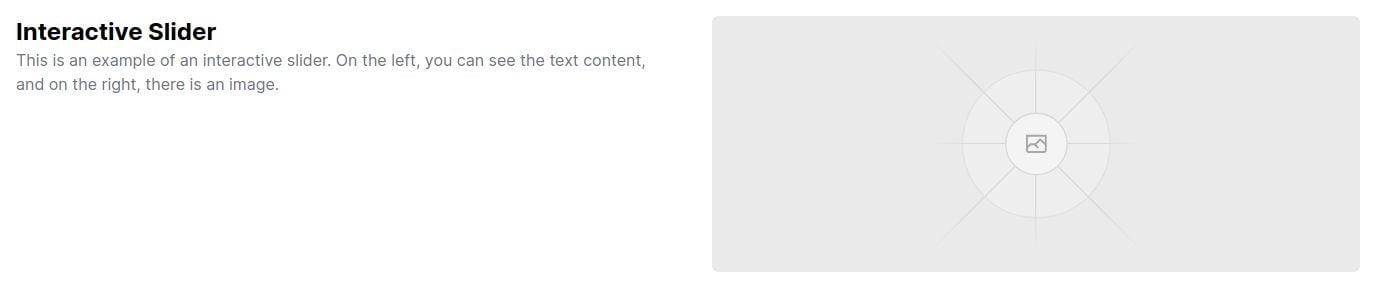 Interactive Slider
This is an example of an interactive slider. On the left, you can see the text content,
and on the right, there is an image.